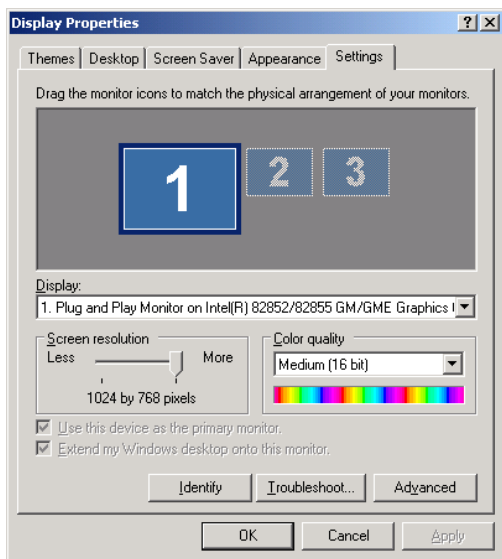 Display Properties
Themes Desktop Screen Saver Appearance Settings
Drag the monitor icons to match the physical arrangement of your monitors.
1 2 3
Display:
1. Plug and Play Monitor on Intel(R) 82852/82855 GM/GME Graphics
Screen resolution
Less More
1024 by 768 pixels
Color quality
Medium (16 bit)
Use this device as the primary monitor.
Extend my Windows desktop onto this monitor.
Identify Troubleshoot... Advanced
OK Cancel Apply